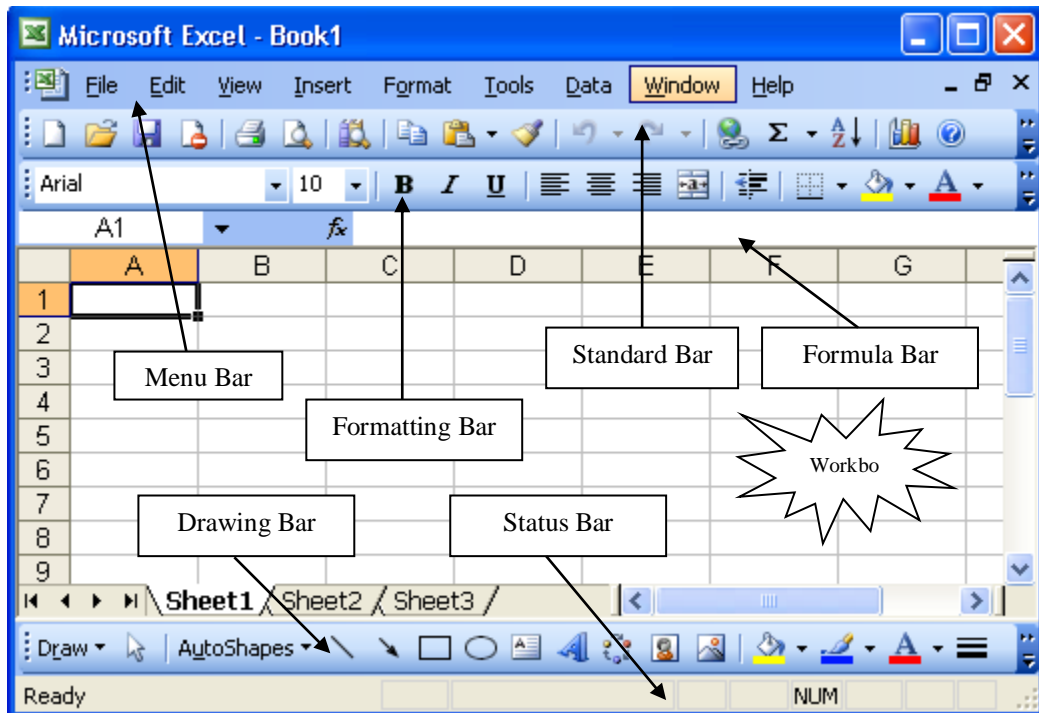 Microsoft Excel - Book1
File Edit View Insert Format Tools Data Window Help
Arial 10 B I U
A1 fx
A B C D E F G
1
2
3
4
5
6
7
8
9
Standard Bar
Formula Bar
Menu Bar
Formatting Bar
Workbo
Drawing Bar
Status Bar
Sheet1 Sheet2 Sheet3
Draw AutoShapes
Ready NUM